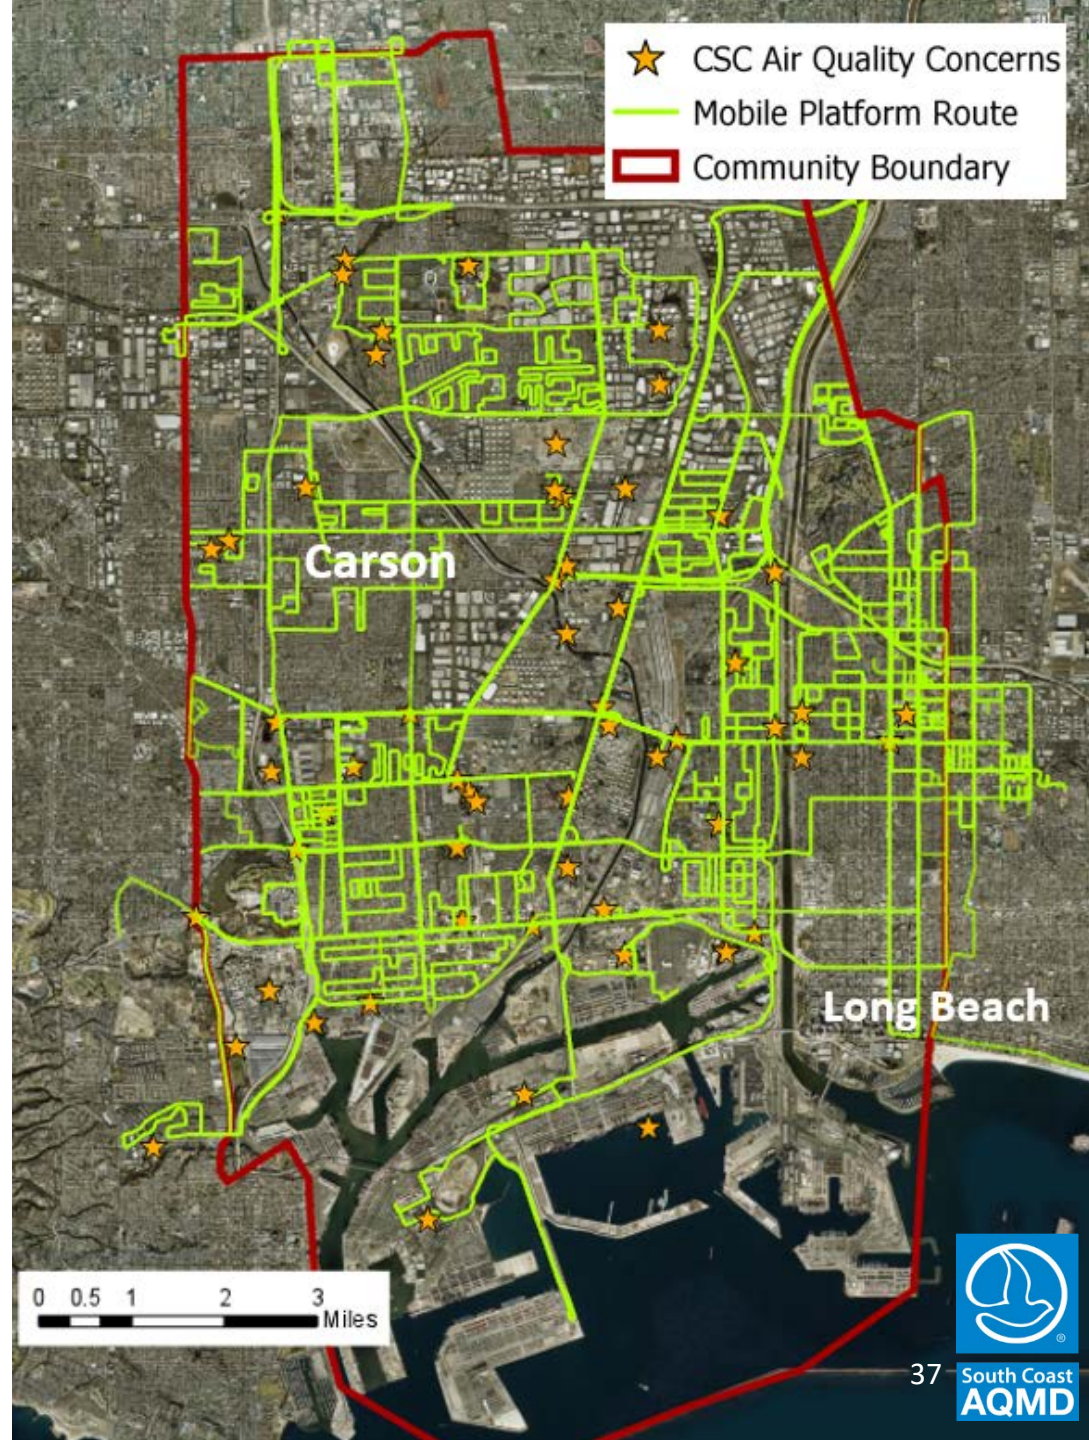 CSC Air Quality Concerns
Mobile Platform Route
Community Boundary
Carson
Long Beach
0 0.5 1 2 3
Miles
37
®
South Coast
AQMD